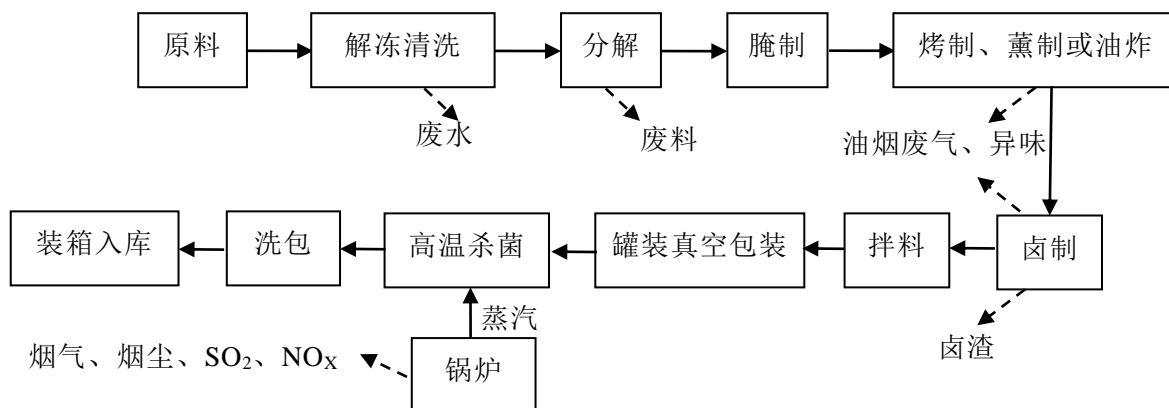 原料
解冻清洗
分解
腌制
烤制、薰制或油炸
废水
废料
油烟废气、异味
装箱入库
洗包
高温杀菌
罐装真空包装
拌料
卤制
蒸汽
卤渣
烟气、烟尘、SO₂、NOX
锅炉